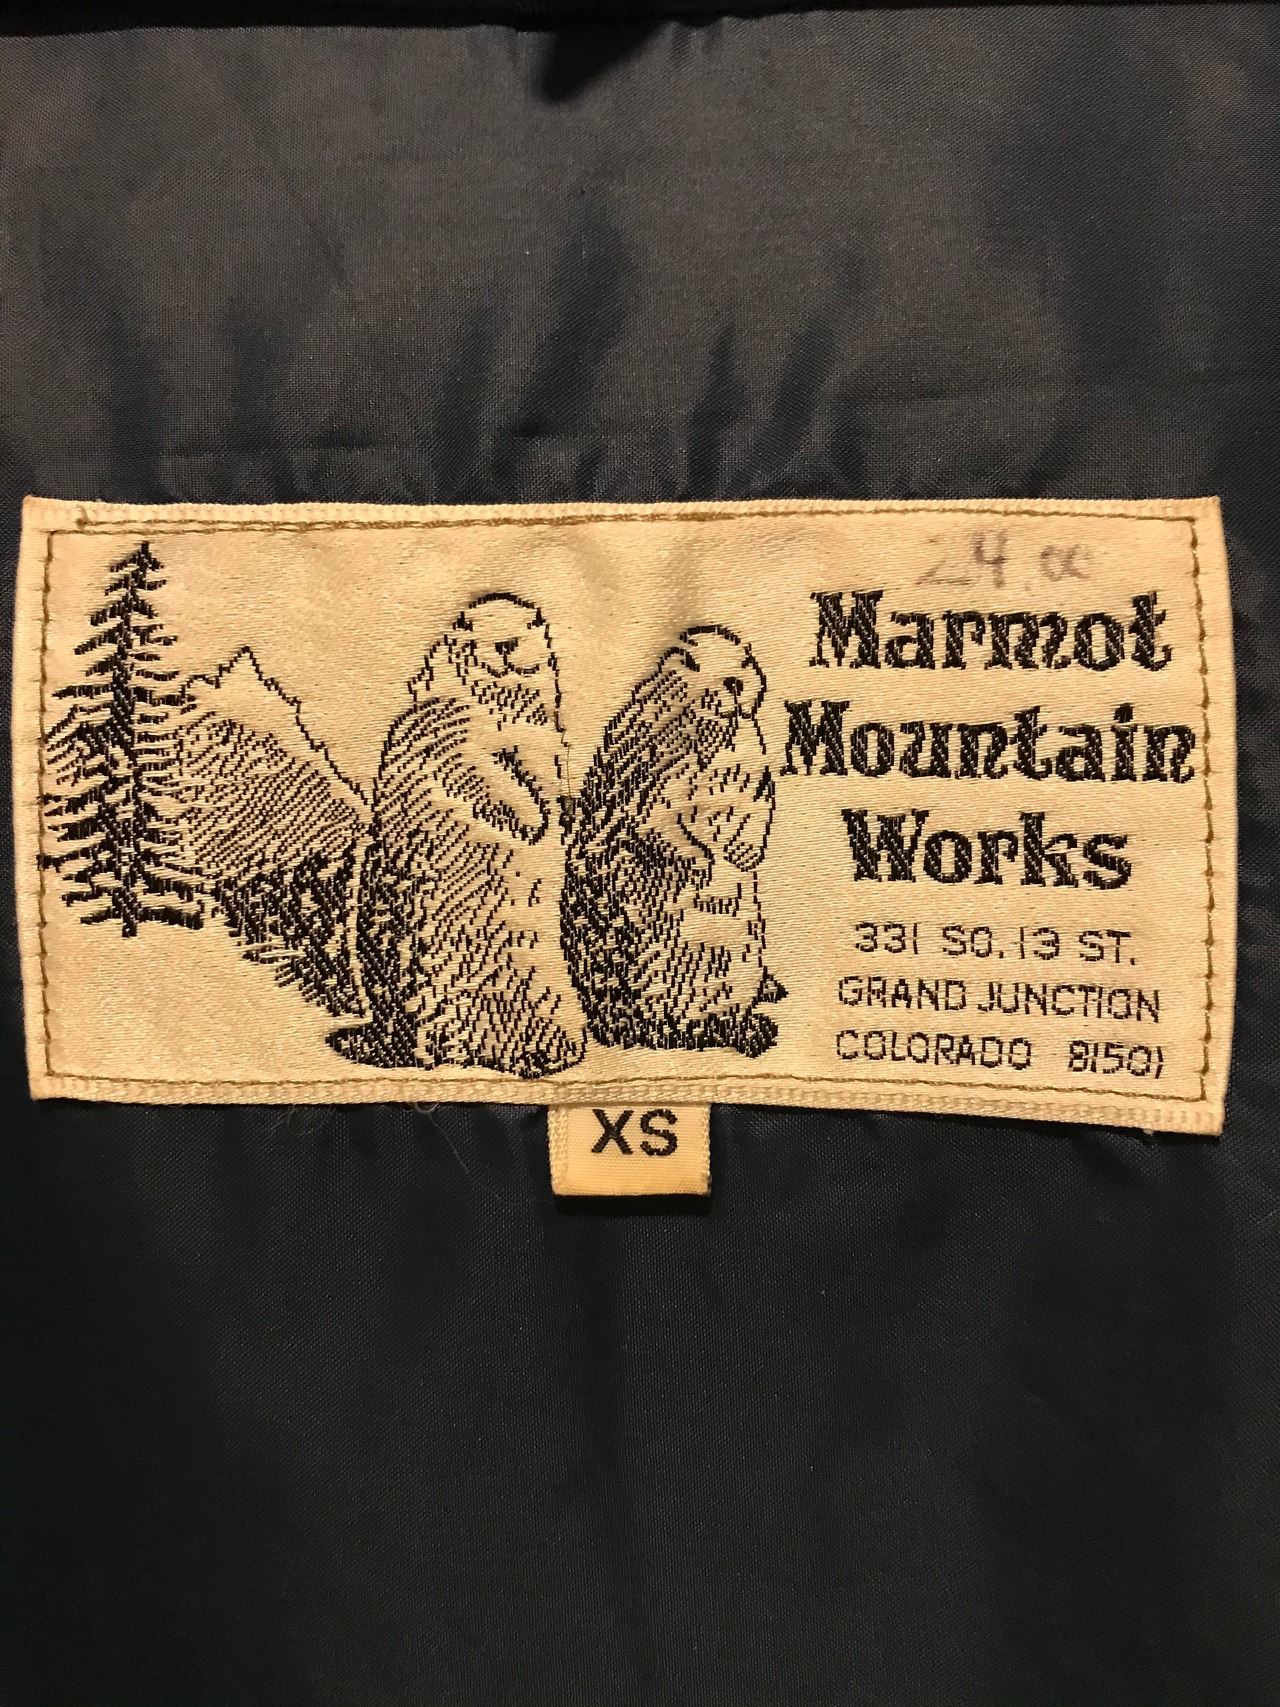 24.00
Marmot
Mountain
Works
331 SO. 13 ST.
GRAND JUNCTION
COLORADO 81501
XS